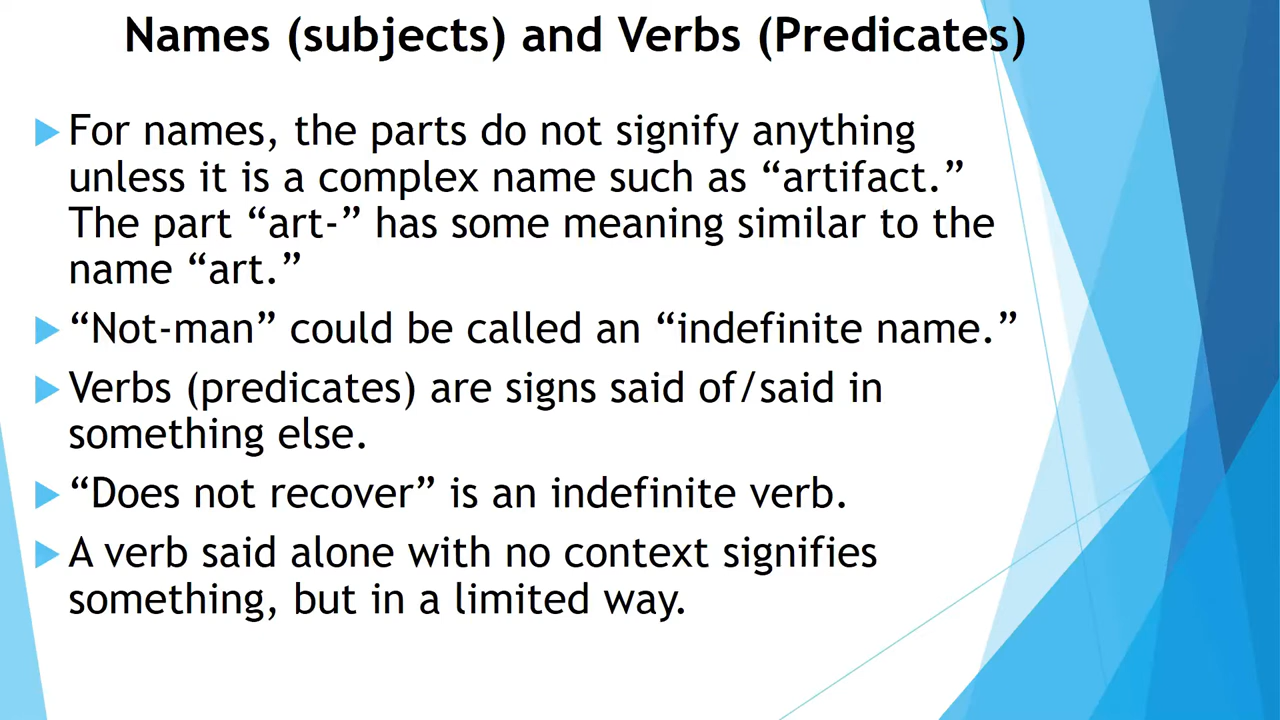 Names (subjects) and Verbs (Predicates)
For names, the parts do not signify anything
unless it is a complex name such as “artifact.”
The part “art-” has some meaning similar to the
name “art.”
“Not-man” could be called an “indefinite name.”
Verbs (predicates) are signs said of/said in
something else.
“Does not recover” is an indefinite verb.
A verb said alone with no context signifies
something, but in a limited way.